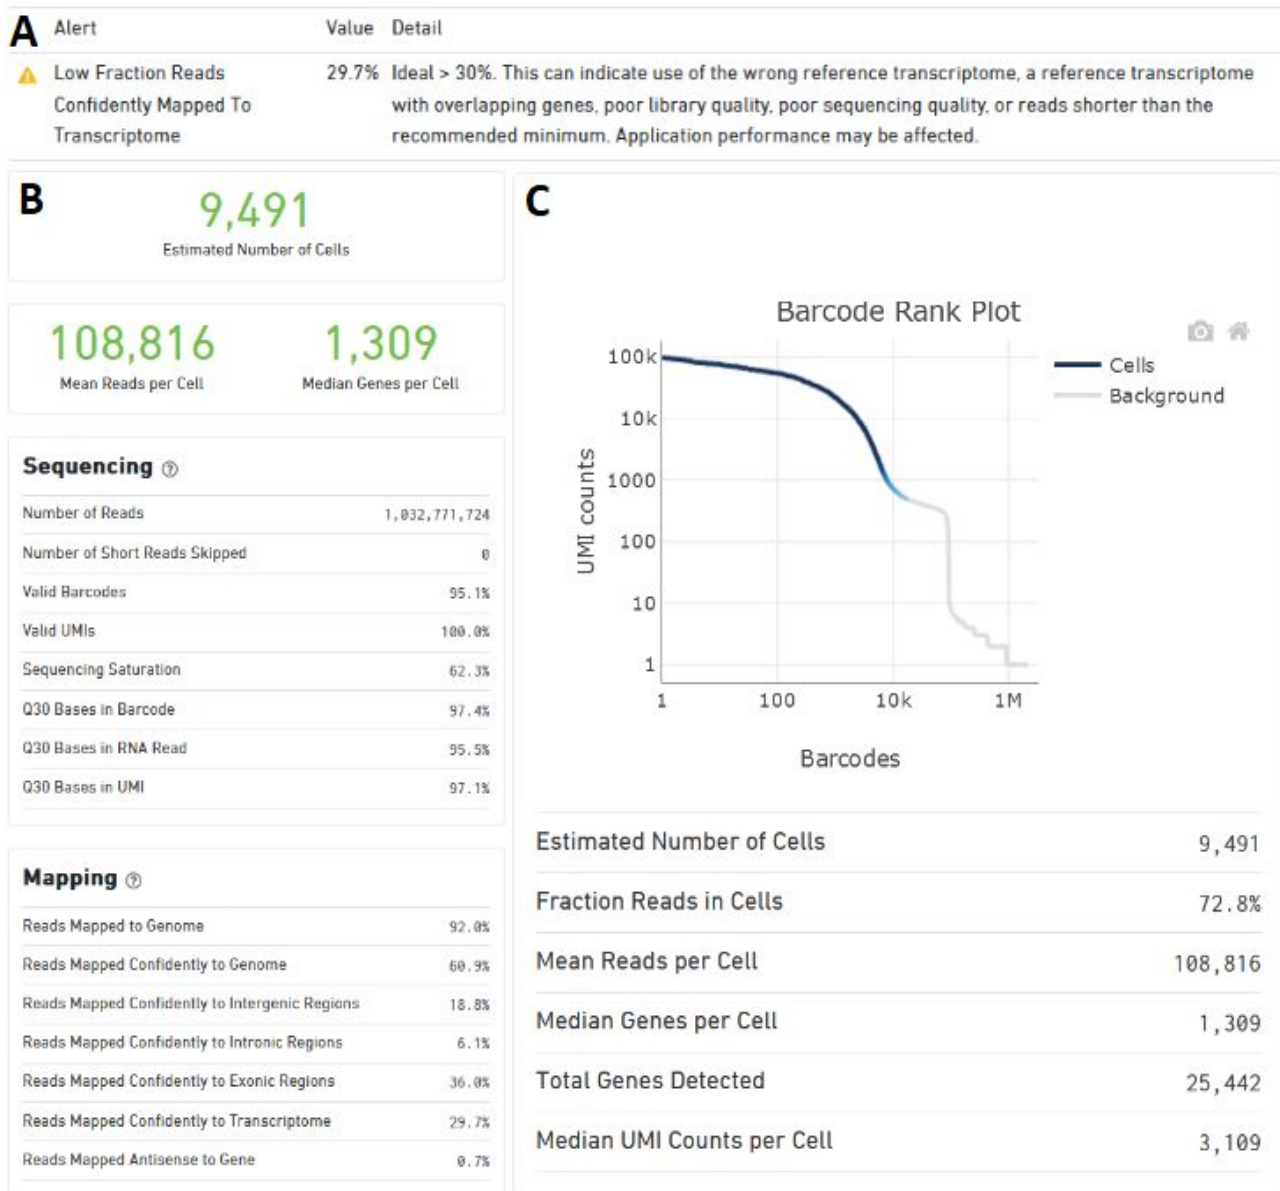 A
Alert Value Detail
Low Fraction Reads Confidently Mapped To Transcriptome
29.7%
Ideal > 30%. This can indicate use of the wrong reference transcriptome, a reference transcriptome
with overlapping genes, poor library quality, poor sequencing quality, or reads shorter than the
recommended minimum. Application performance may be affected.
B
9,491
Estimated Number of Cells
108,816
Mean Reads per Cell
1,309
Median Genes per Cell
Sequencing ?
Number of Reads 1,032,771,724
Number of Short Reads Skipped 0
Valid Barcodes 95.1%
Valid UMIs 100.0%
Sequencing Saturation 62.3%
Q30 Bases in Barcode 97.4%
Q30 Bases in RNA Read 95.5%
Q30 Bases in UMI 97.1%
Mapping ?
Reads Mapped to Genome 92.0%
Reads Mapped Confidently to Genome 60.9%
Reads Mapped Confidently to Intergenic Regions 18.8%
Reads Mapped Confidently to Intronic Regions 6.1%
Reads Mapped Confidently to Exonic Regions 36.0%
Reads Mapped Confidently to Transcriptome 29.7%
Reads Mapped Antisense to Gene 0.7%
C
Barcode Rank Plot
Cells
Background
UMI counts
100k
10k
1000
100
10
1
1 100 10k 1M
Barcodes
Estimated Number of Cells 9,491
Fraction Reads in Cells 72.8%
Mean Reads per Cell 108,816
Median Genes per Cell 1,309
Total Genes Detected 25,442
Median UMI Counts per Cell 3,109